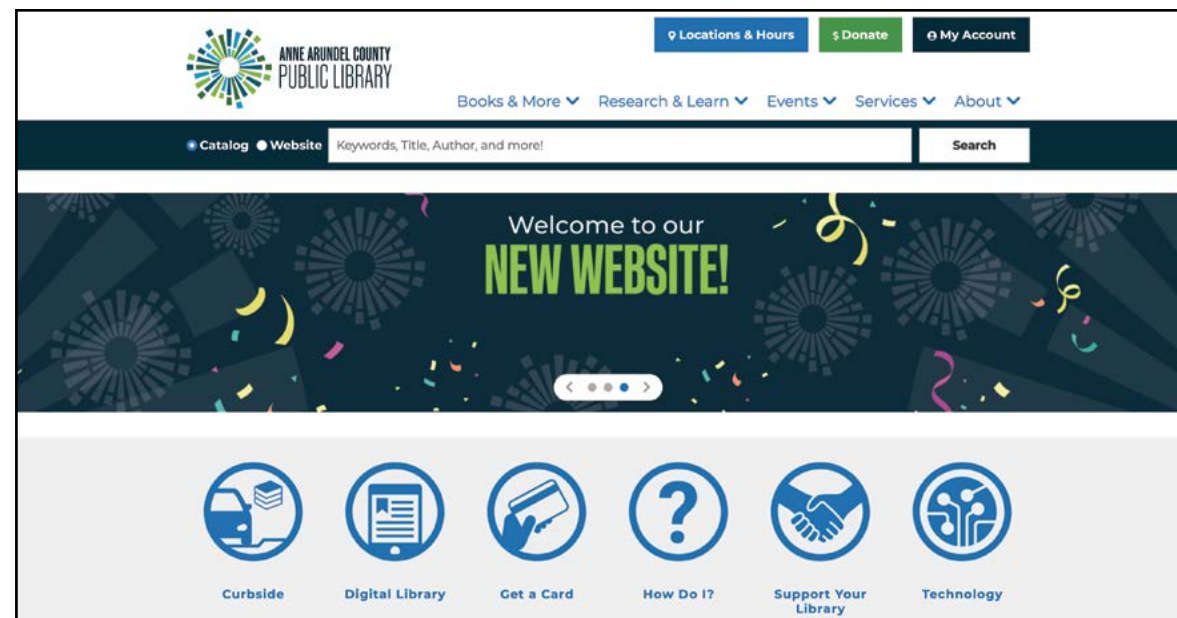 Locations & Hours
$ Donate
My Account
ANNE ARUNDEL COUNTY
PUBLIC LIBRARY
Books & More
Research & Learn
Events
Services
About
Catalog
Website
Keywords, Title, Author, and more!
Search
Welcome to our
NEW WEBSITE!
Curbside
Digital Library
Get a Card
How Do I?
Support Your
Library
Technology